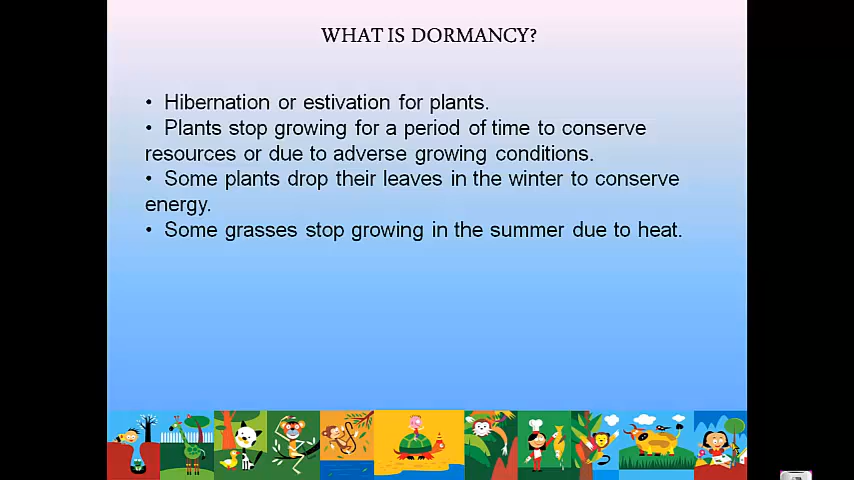 WHAT IS DORMANCY?
• Hibernation or estivation for plants.
• Plants stop growing for a period of time to conserve
resources or due to adverse growing conditions.
• Some plants drop their leaves in the winter to conserve
energy.
• Some grasses stop growing in the summer due to heat.